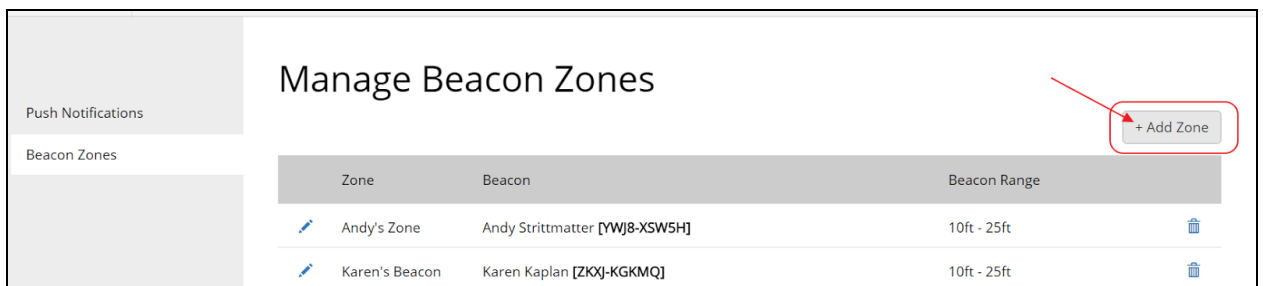 Manage Beacon Zones
Push Notifications
+ Add Zone
Beacon Zones
Zone Beacon Beacon Range
Andy's Zone Andy Strittmatter [YWJ8-XSW5H] 10ft - 25ft
Karen's Beacon Karen Kaplan [ZKXJ-KGKMQ] 10ft - 25ft